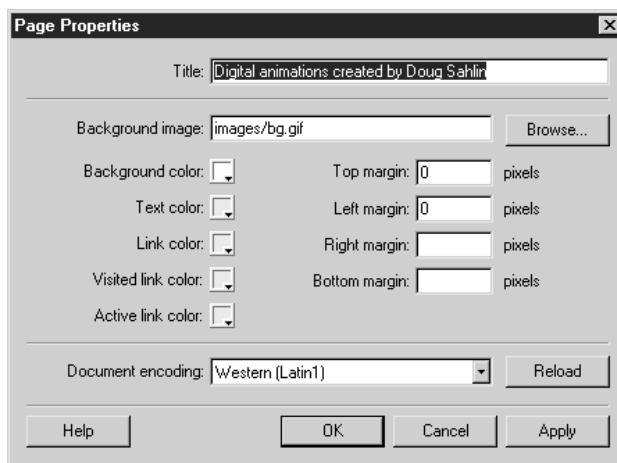 Page Properties
Title: Digital animations created by Doug Sahlin
Background image: images/bg.gif Browse...
Background color: Top margin: 0 pixels
Text color: Left margin: 0 pixels
Link color: Right margin: pixels
Visited link color: Bottom margin: pixels
Active link color:
Document encoding: Western (Latin1) Reload
Help OK Cancel Apply